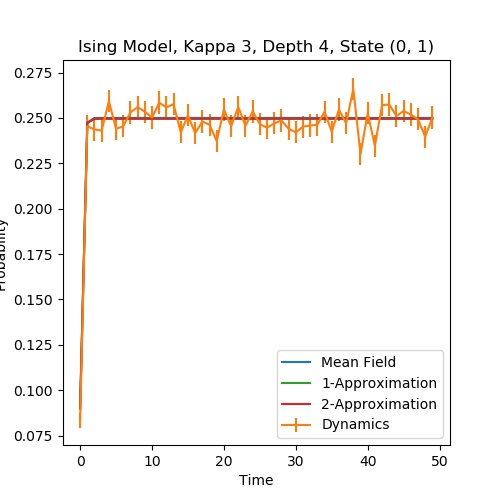 Ising Model, Kappa 3, Depth 4, State (0, 1)
0.275
0.250
0.225
0.200
0.175
0.150
0.125
0.100
0.075
Probability
0
10
20
30
40
50
Time
Mean Field
1-Approximation
2-Approximation
Dynamics